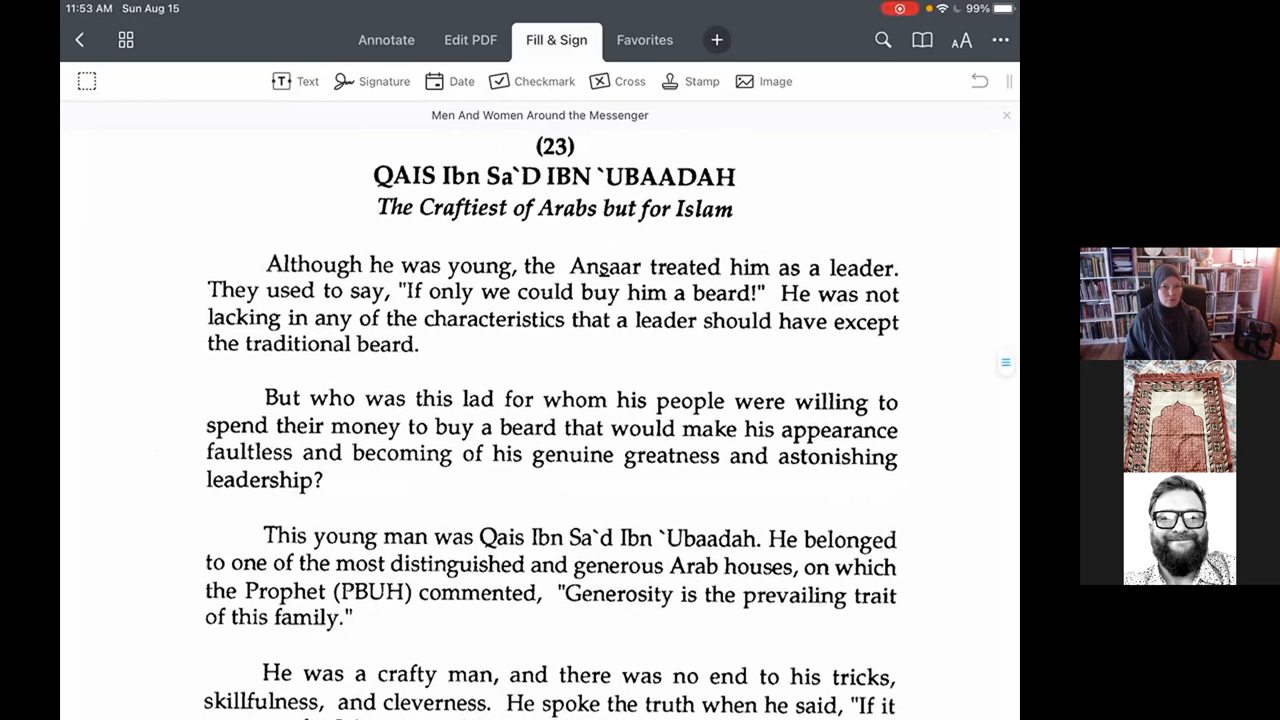 11:53 AM Sun Aug 15 99%
Annotate Edit PDF Fill & Sign Favorites +
AA
Text Signature Date Checkmark Cross Stamp Image
Men And Women Around the Messenger
(23)
QAIS Ibn Sa`D IBN `UBAADAH
The Craftiest of Arabs but for Islam
Although he was young, the Ansaar treated him as a leader.
They used to say, "If only we could buy him a beard!" He was not
lacking in any of the characteristics that a leader should have except
the traditional beard.
But who was this lad for whom his people were willing to
spend their money to buy a beard that would make his appearance
faultless and becoming of his genuine greatness and astonishing
leadership?
This young man was Qais Ibn Sa`d Ibn `Ubaadah. He belonged
to one of the most distinguished and generous Arab houses, on which
the Prophet (PBUH) commented, "Generosity is the prevailing trait
of this family."
He was a crafty man, and there was no end to his tricks,
skillfulness, and cleverness. He spoke the truth when he said, "If it